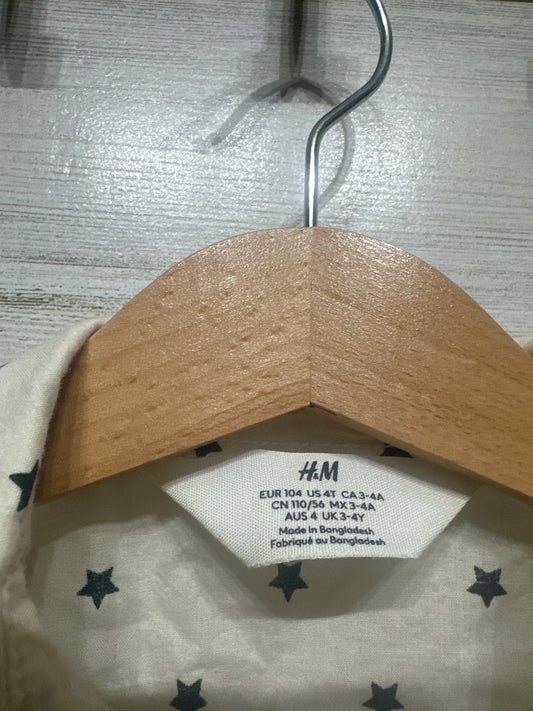 H&M
EUR 104 US 4T CA 3-4A
CN 110/56 MX 3-4A
AUS 4 UK 3-4Y
Made in Bangladesh
Fabriqué au Bangladesh